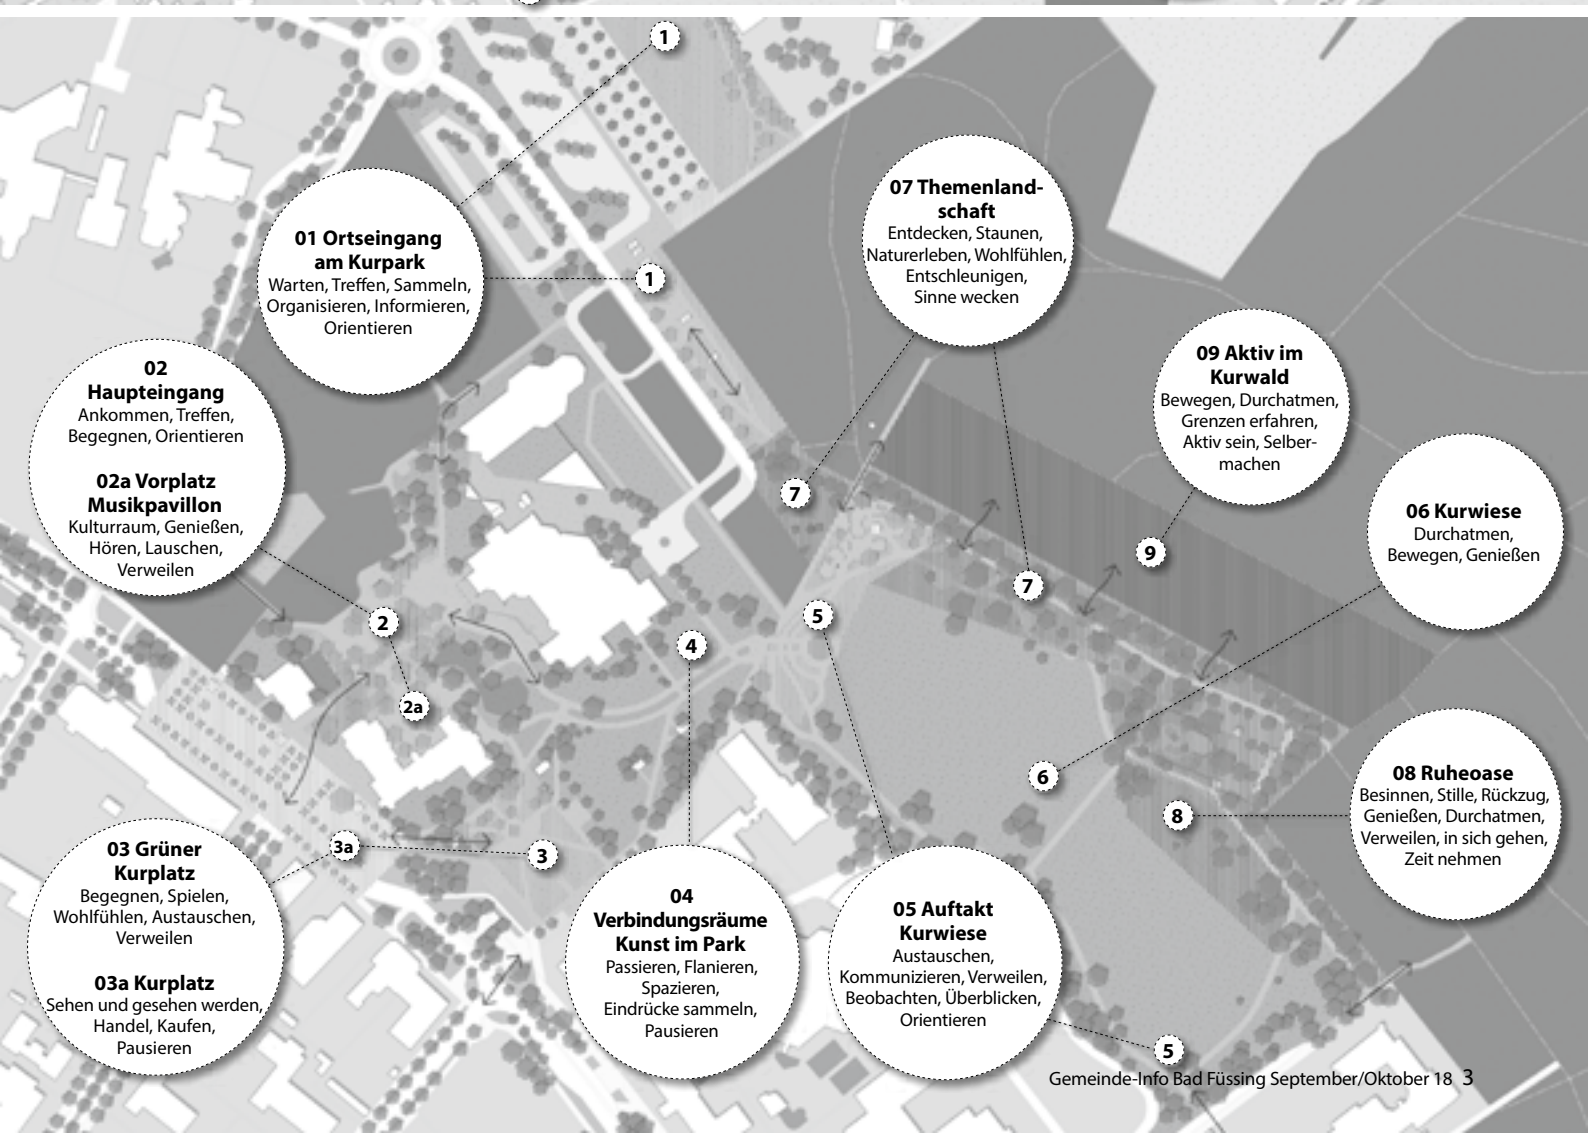 1
01 Ortseingang
am Kurpark
Warten, Treffen, Sammeln,
Organisieren, Informieren,
Orientieren
1
07 Themenland-
schaft
Entdecken, Staunen,
Naturerleben, Wohlfühlen,
Entschleunigen,
Sinne wecken
02
Haupteingang
Ankommen, Treffen,
Begegnen, Orientieren
02a Vorplatz
Musikpavillon
Kulturraum, Genießen,
Hören, Lauschen,
Verweilen
09 Aktiv im
Kurwald
Bewegen, Durchatmen,
Grenzen erfahren,
Aktiv sein, Selber-
machen
06 Kurwiese
Durchatmen,
Bewegen, Genießen
7
9
7
2
5
4
2a
6
8
3a
3
08 Ruheoase
Besinnen, Stille, Rückzug,
Genießen, Durchatmen,
Verweilen, in sich gehen,
Zeit nehmen
03 Grüner
Kurplatz
Begegnen, Spielen,
Wohlfühlen, Austauschen,
Verweilen
03a Kurplatz
Sehen und gesehen werden,
Handel, Kaufen,
Pausieren
04
Verbindungsräume
Kunst im Park
Passieren, Flanieren,
Spazieren,
Eindrücke sammeln,
Pausieren
05 Auftakt
Kurwiese
Austauschen,
Kommunizieren, Verweilen,
Beobachten, Überblicken,
Orientieren
5
Gemeinde-Info Bad Füssing September/Oktober 18 3